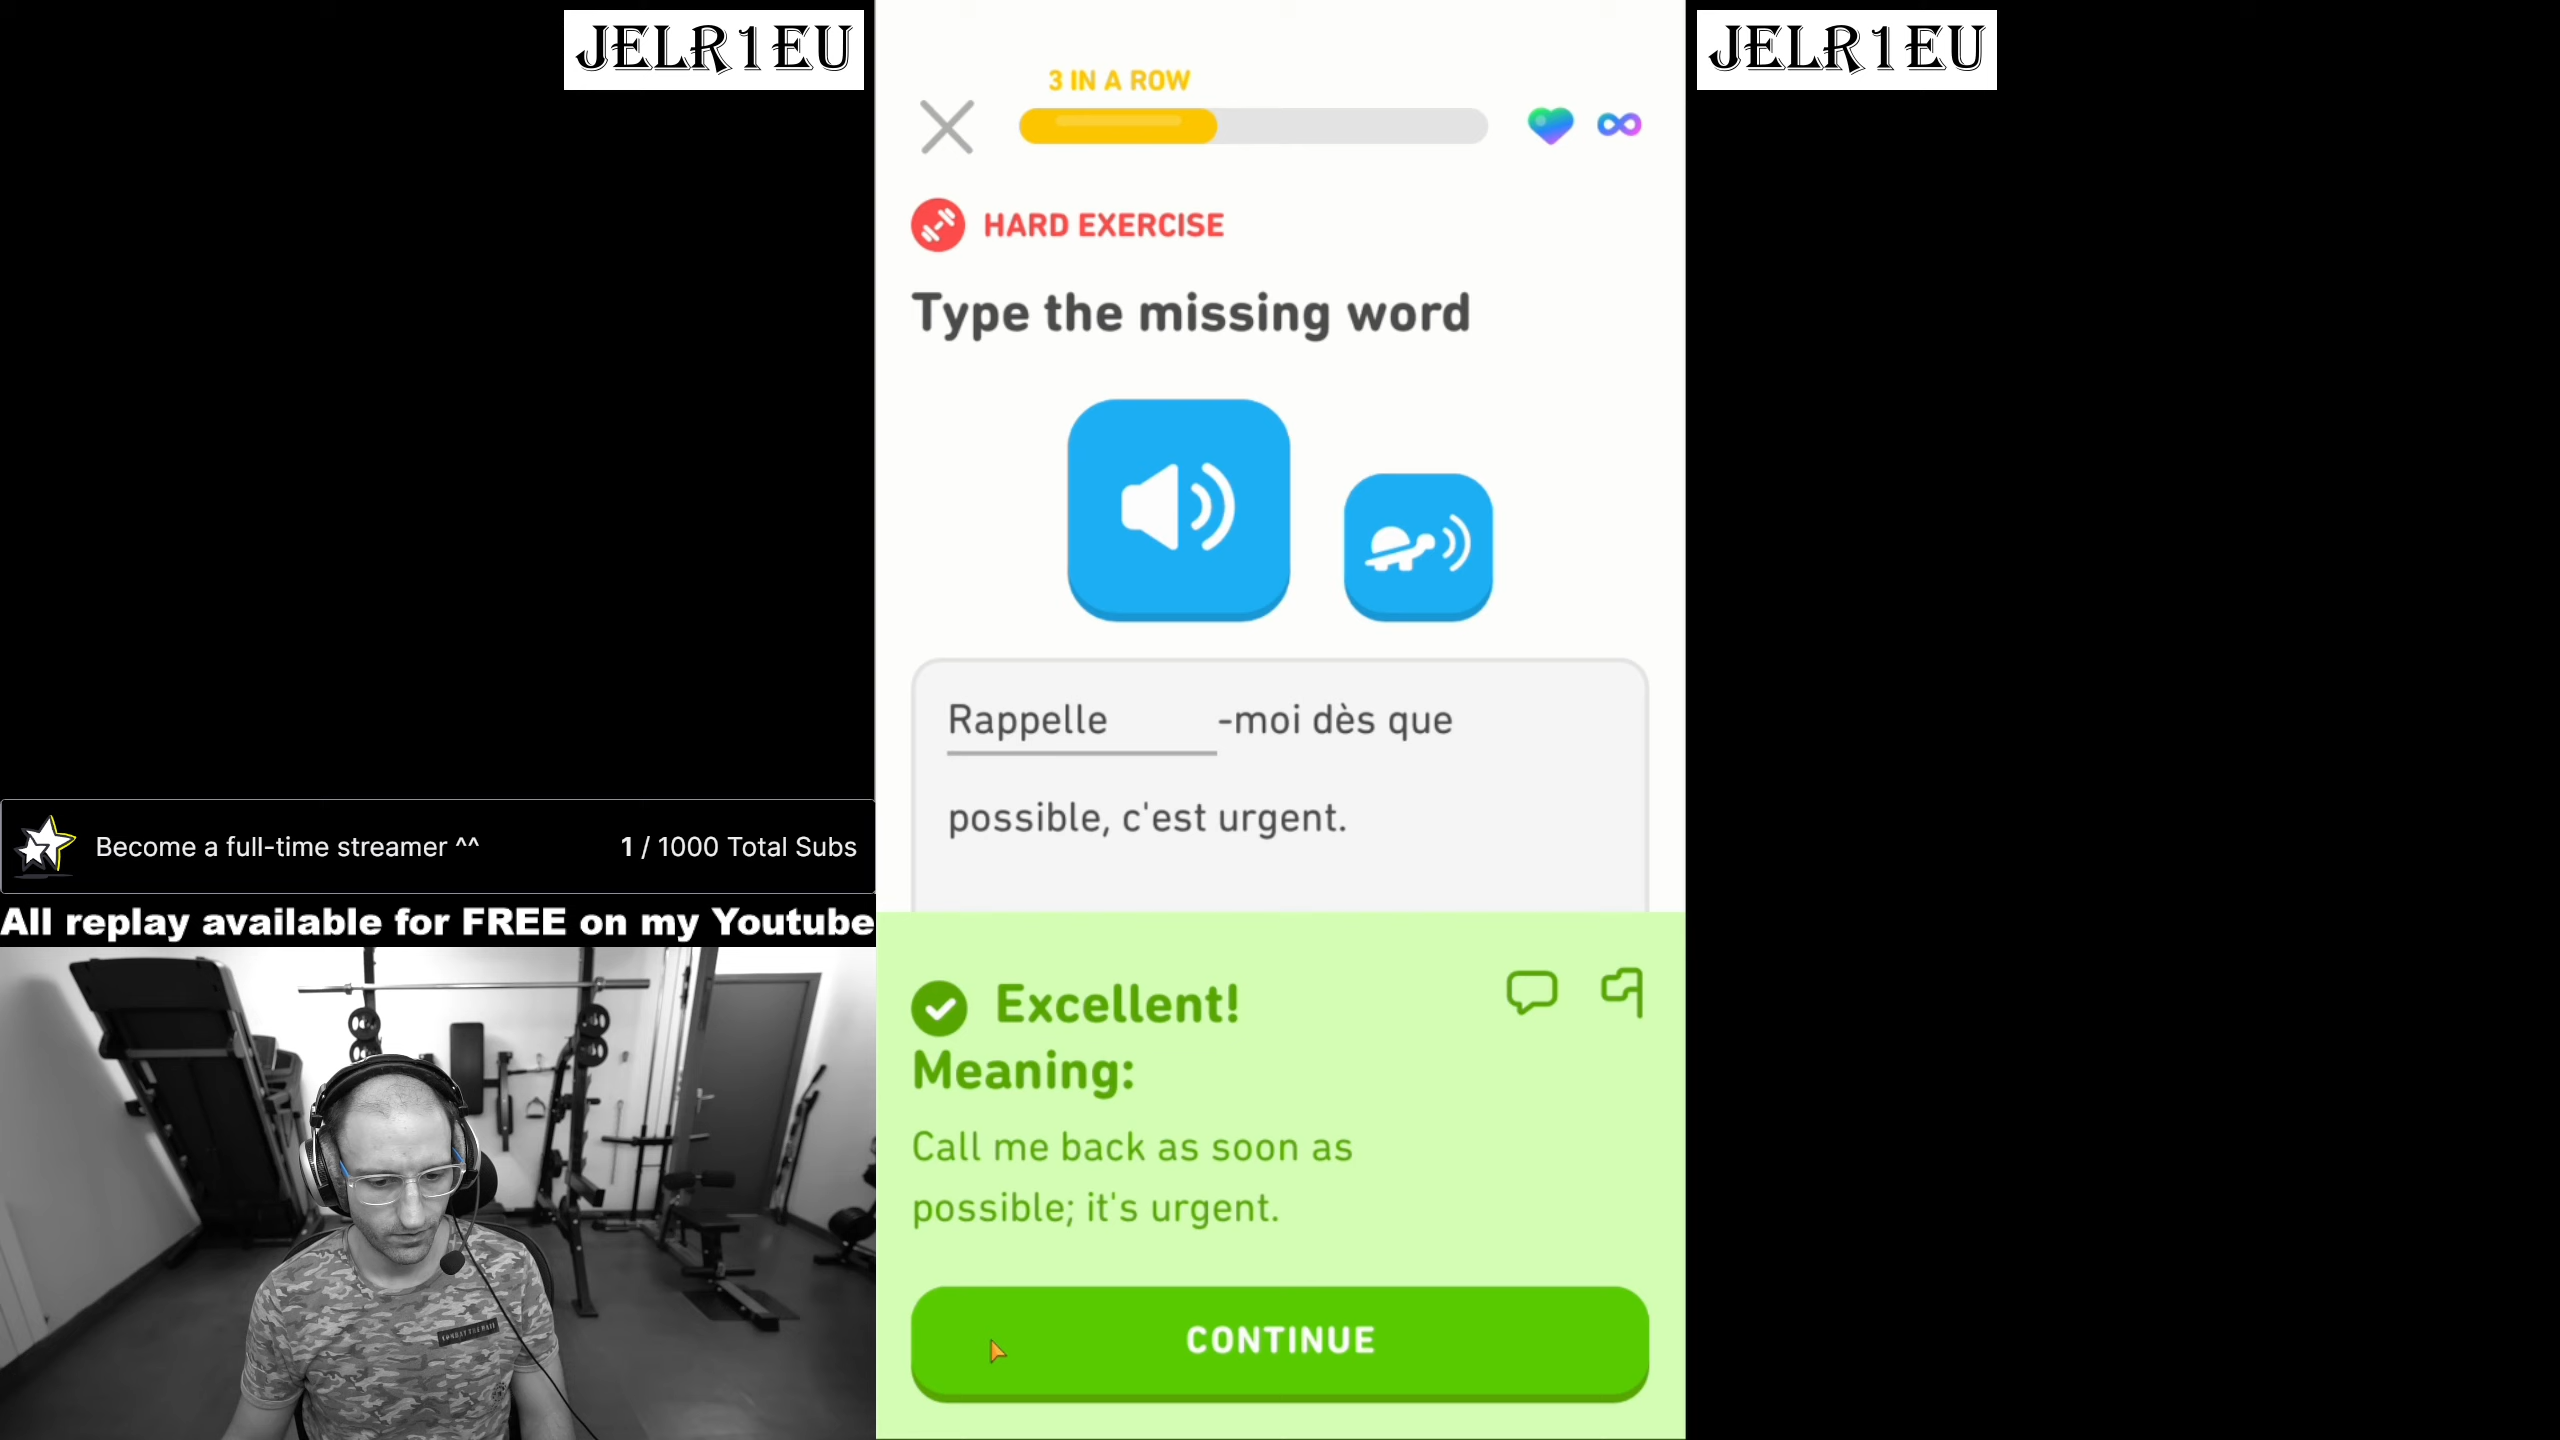 JELR1EU
JELR1EU
3 IN A ROW
HARD EXERCISE
Type the missing word
Rappelle -moi dès que
possible, c'est urgent.
Become a full-time streamer ^^ 1 / 1000 Total Subs
All replay available for FREE on my Youtube
Excellent!
Meaning:
Call me back as soon as
possible; it's urgent.
CONTINUE